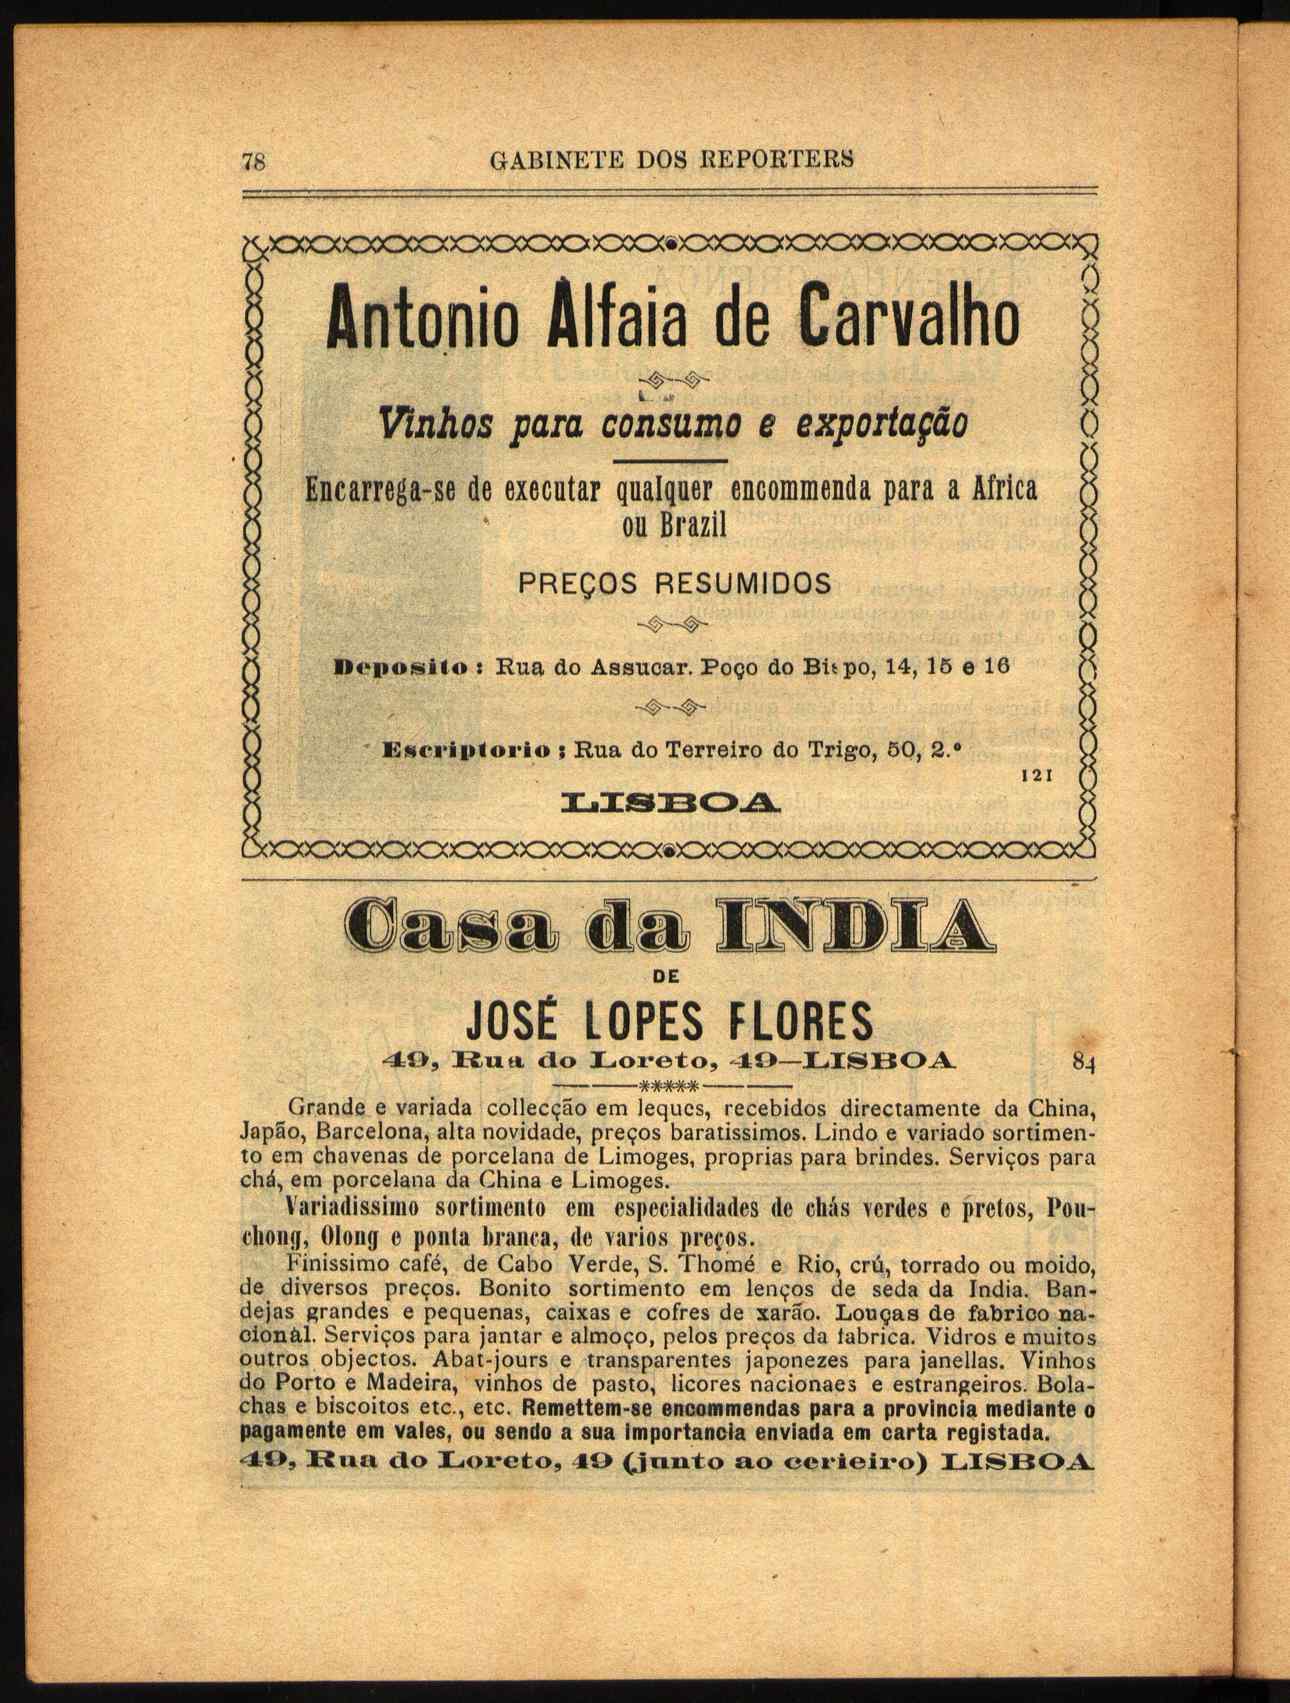 78 GABINETE DOS REPORTERS
Antonio Alfaia de Carvalho
Vinhos para consumo e exportação
Encarrega-se de executar qualquer encommenda para a Africa
ou Brazil
PREÇOS RESUMIDOS
Deposito: Rua do Assucar. Poço do Bispo, 14, 15 e 16
Escriptorio; Rua do Terreiro do Trigo, 50, 2.º
121
LISBOA
Casa da INDIA
DE
JOSÉ LOPES FLORES
49, Rua do Loreto, 49—LISBOA 84
Grande e variada collecção em leques, recebidos directamente da China,
Japão, Barcelona, alta novidade, preços baratissimos. Lindo e variado sortimen-
to em chavenas de porcelana de Limoges, proprias para brindes. Serviços para
chá, em porcelana da China e Limoges.
Variadissimo sortimento em especialidades de chás verdes e pretos, Pou-
chong, Olong e ponta branca, de varios preços.
Finissimo café, de Cabo Verde, S. Thomé e Rio, crú, torrado ou moido,
de diversos preços. Bonito sortimento em lenços de seda da India. Ban-
dejas grandes e pequenas, caixas e cofres de xarão. Louças de fabrico na-
cional. Serviços para jantar e almoço, pelos preços da fabrica. Vidros e muitos
outros objectos. Abat-jours e transparentes japonezes para janellas. Vinhos
do Porto e Madeira, vinhos de pasto, licores nacionaes e estrangeiros. Bola-
chas e biscoitos etc., etc. Remettem-se encommendas para a provincia mediante o
pagamente em vales, ou sendo a sua importancia enviada em carta registada.
49, Rua do Loreto, 49 (junto ao cerieiro) LISBOA